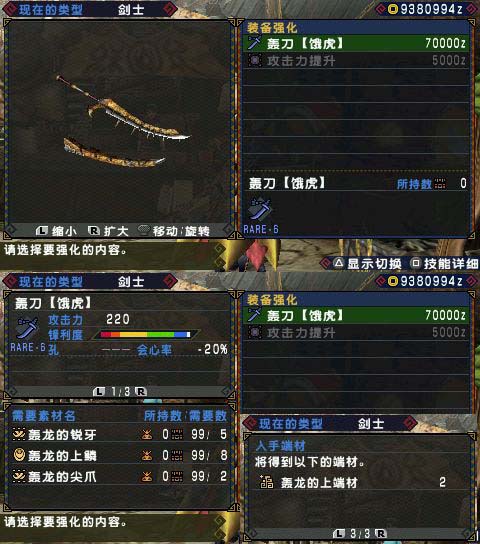 现在的类型 剑士
9380994z
装备强化
轰刀【饿虎】 70000z
攻击力提升 5000z
轰刀【饿虎】 所持数 0
RARE-6
L 缩小 R 扩大 移动/旋转
请选择要强化的内容。
△显示切换 □技能详细
现在的类型 剑士
9380994z
轰刀【饿虎】
攻击力 220
锋利度
RARE-6
孔 --- 会心率 -20%
L 1/3 R
装备强化
轰刀【饿虎】 70000z
攻击力提升 5000z
需要素材名 所持数 需要数
轰龙的锐牙 0 99/ 5
轰龙的上鳞 0 99/ 8
轰龙的尖爪 0 99/ 2
请选择要强化的内容。
现在的类型 剑士
入手端材
将得到以下的端材。
轰龙的上端材 2
L 3/3 R